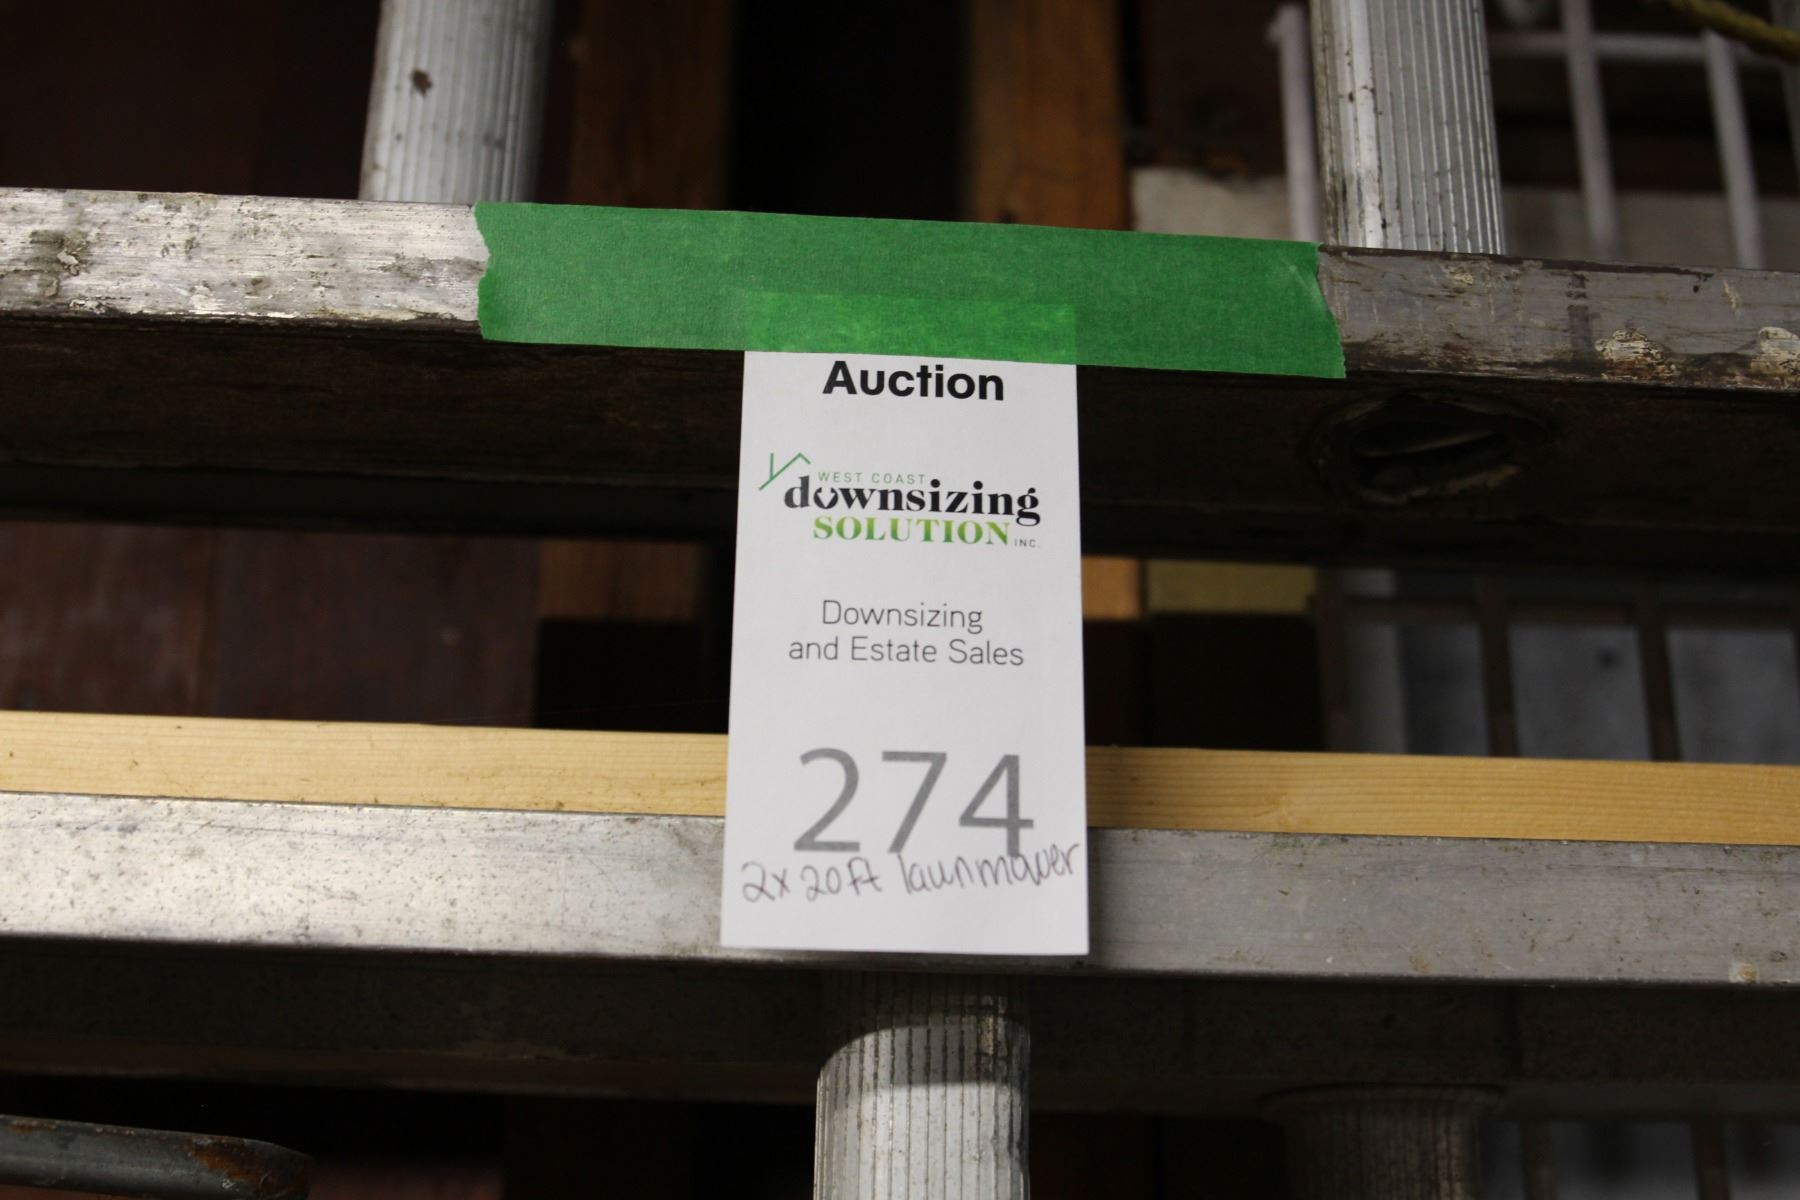 Auction
WEST COAST
downsizing
SOLUTION INC.
Downsizing
and Estate Sales
274
2x 20ft lawnmower